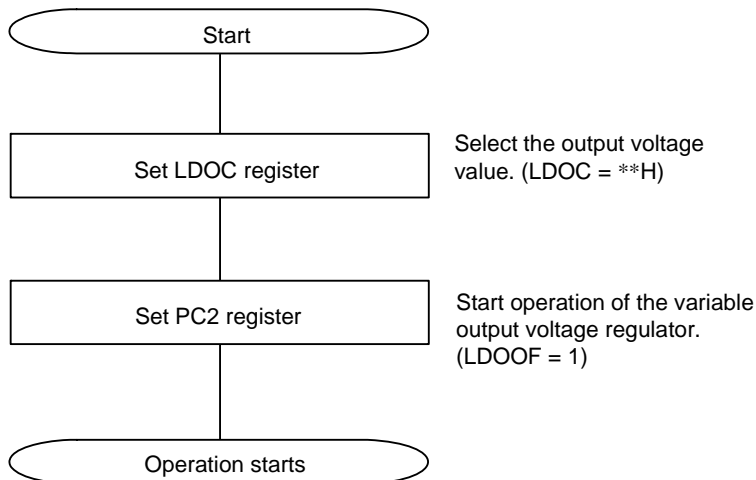 Start
Set LDOC register
Select the output voltage
value. (LDOC = **H)
Set PC2 register
Start operation of the variable
output voltage regulator.
(LDOOF = 1)
Operation starts